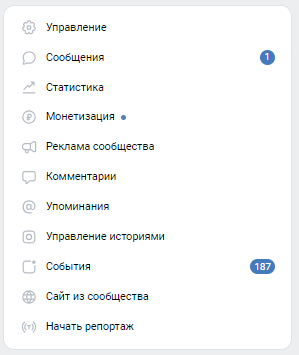 Управление
Сообщения 1
Статистика
Монетизация
Реклама сообщества
Комментарии
Упоминания
Управление историями
События 187
Сайт из сообщества
Начать репортаж